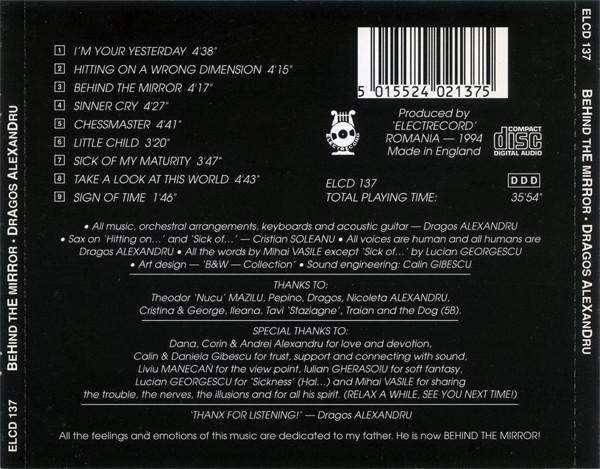 1 I'M YOUR YESTERDAY 4'38"
2 HITTING ON A WRONG DIMENSION 4'15"
3 BEHIND THE MIRROR 4'17"
4 SINNER CRY 4'27"
5 CHESSMASTER 4'41"
6 LITTLE CHILD 3'20"
7 SICK OF MY MATURITY 3'47"
8 TAKE A LOOK AT THIS WORLD 4'43"
9 SIGN OF TIME 1'46"
5 015524 021375
ELECTRECORD
Produced by
'ELECTRECORD'
ROMANIA – 1994
Made in England
COMPACT
disc
DIGITAL AUDIO
ELCD 137
DDD
TOTAL PLAYING TIME: 35'54"
• All music, orchestral arrangements, keyboards and acoustic guitar – Dragos ALEXANDRU
• Sax on 'Hitting on...' and 'Sick of...' – Cristian SOLEANU • All voices are human and all humans are
Dragos ALEXANDRU • All the words by Mihai VASILE except 'Sick of...' by Lucian GEORGESCU
• Art design – 'B&W – Collection' • Sound engineering: Calin GIBESCU
THANKS TO:
Theodor 'Nucu' MAZILU, Pepino, Dragos, Nicoleta ALEXANDRU,
Cristina & George, Ileana, Tavi 'Staziagne', Traian and the Dog (5B).
SPECIAL THANKS TO:
Dana, Corin & Andrei Alexandru for love and devotion,
Calin & Daniela Gibescu for trust, support and connecting with sound,
Liviu MANECAN for the view point, Iulian GHERASOIU for soft fantasy,
Lucian GEORGESCU for 'Sickness' (Hal...) and Mihai VASILE for sharing
the trouble, the nerves, the illusions and for all his spirit. (RELAX A WHILE, SEE YOU NEXT TIME!)
'THANX FOR LISTENING!' – Dragos ALEXANDRU
All the feelings and emotions of this music are dedicated to my father. He is now BEHIND THE MIRROR!
ELCD 137 BEHIND THE MIRROR • DRAGOS ALEXANDRU
ELCD 137 BEHIND THE MIRROR • DRAGOS ALEXANDRU